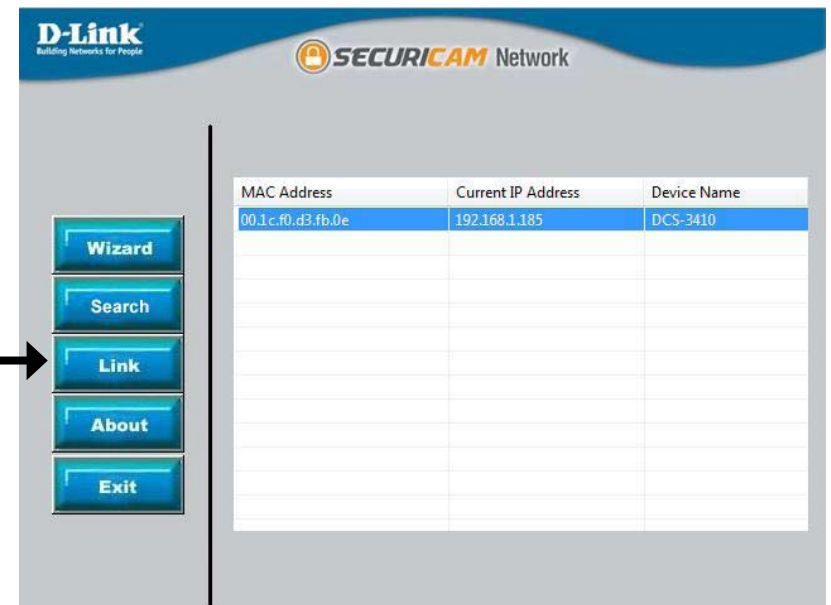 D-Link
Building Networks for People
SECURICAM Network
MAC Address Current IP Address Device Name
00.1c.f0.d3.fb.0e 192.168.1.185 DCS-3410
Wizard
Search
Link
About
Exit